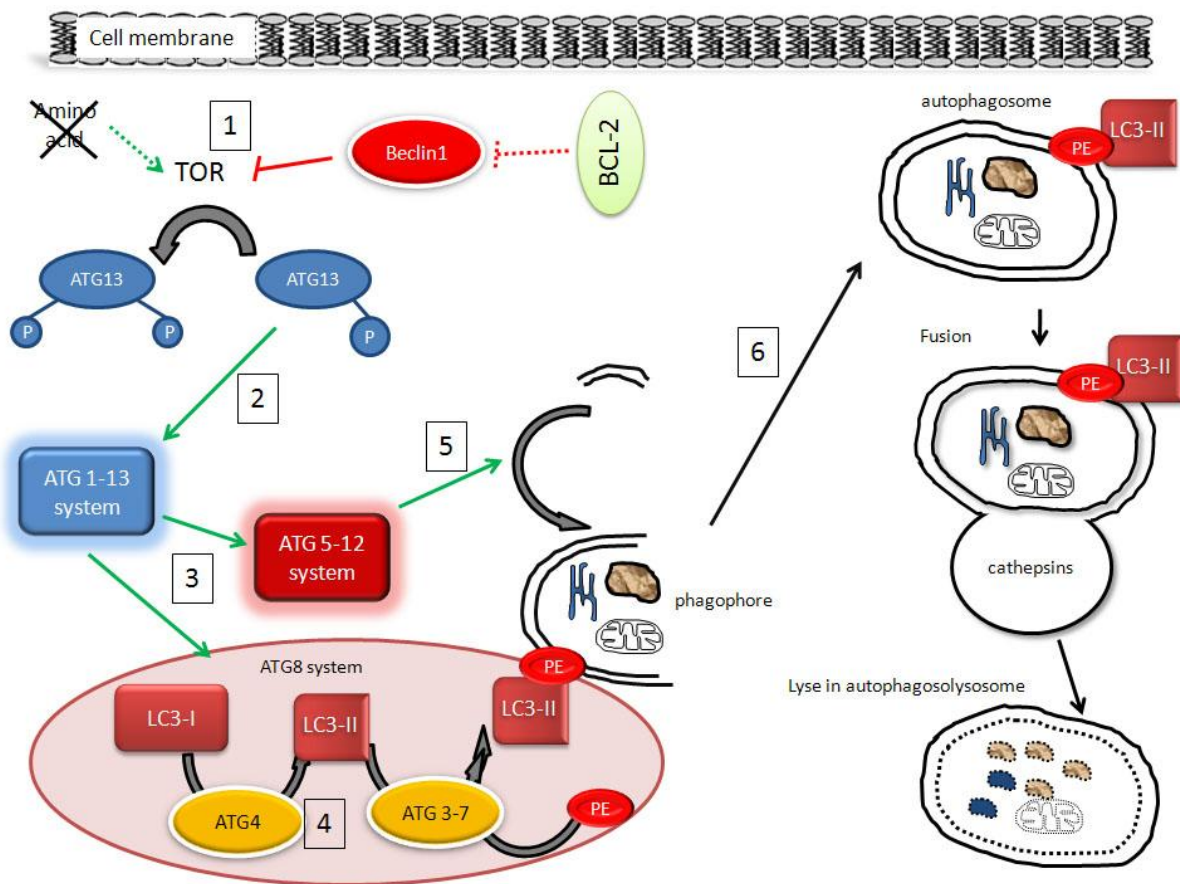 Cell membrane
Amino
acid
1
TOR
Beclin1
BCL-2
autophagosome
PE
LC3-II
ATG13
P
P
ATG13
P
2
6
Fusion
PE
LC3-II
5
ATG 1-13
system
ATG 5-12
system
3
cathepsins
phagophore
ATG8 system
PE
LC3-I
LC3-II
LC3-II
Lyse in autophagosolysosome
ATG4
4
ATG 3-7
PE